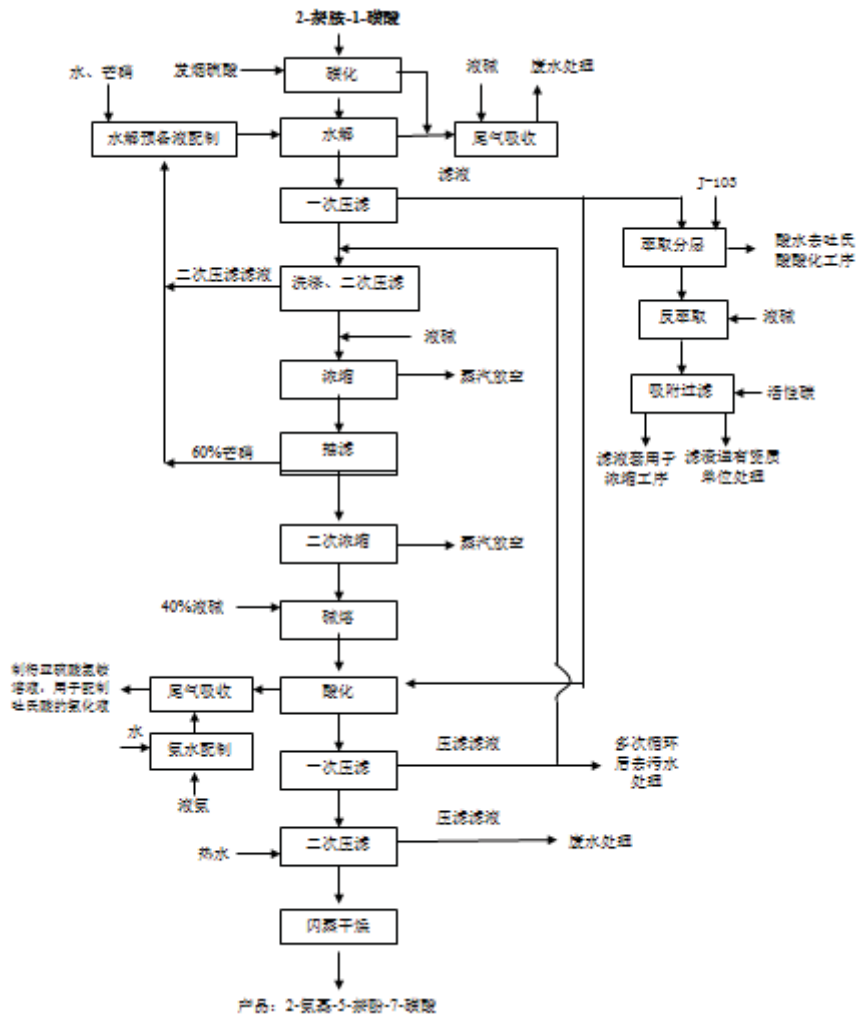 2-萘胺-1-磺酸
水、芒硝
发烟硫酸
磺化
液碱
废水处理
水解预备液配制
水解
尾气吸收
滤液
J-103
一次压滤
萃取分层
酸水去吐氏
酸酸化工序
二次压滤滤液
洗涤、二次压滤
反萃取
液碱
液碱
浓缩
蒸汽放空
吸附过滤
活性碳
60%芒硝
抽滤
滤液套用于
浓缩工序
滤渣送有资质
单位处理
二次浓缩
蒸汽放空
40%液碱
碱熔
制得亚硫酸氢铵
溶液，用于配制
吐氏酸的氨化液
尾气吸收
酸化
水
氨水配制
压滤滤液
多次循环
后去污水
处理
一次压滤
液氨
压滤滤液
热水
二次压滤
废水处理
闪蒸干燥
产品：2-氨基-5-萘酚-7-磺酸